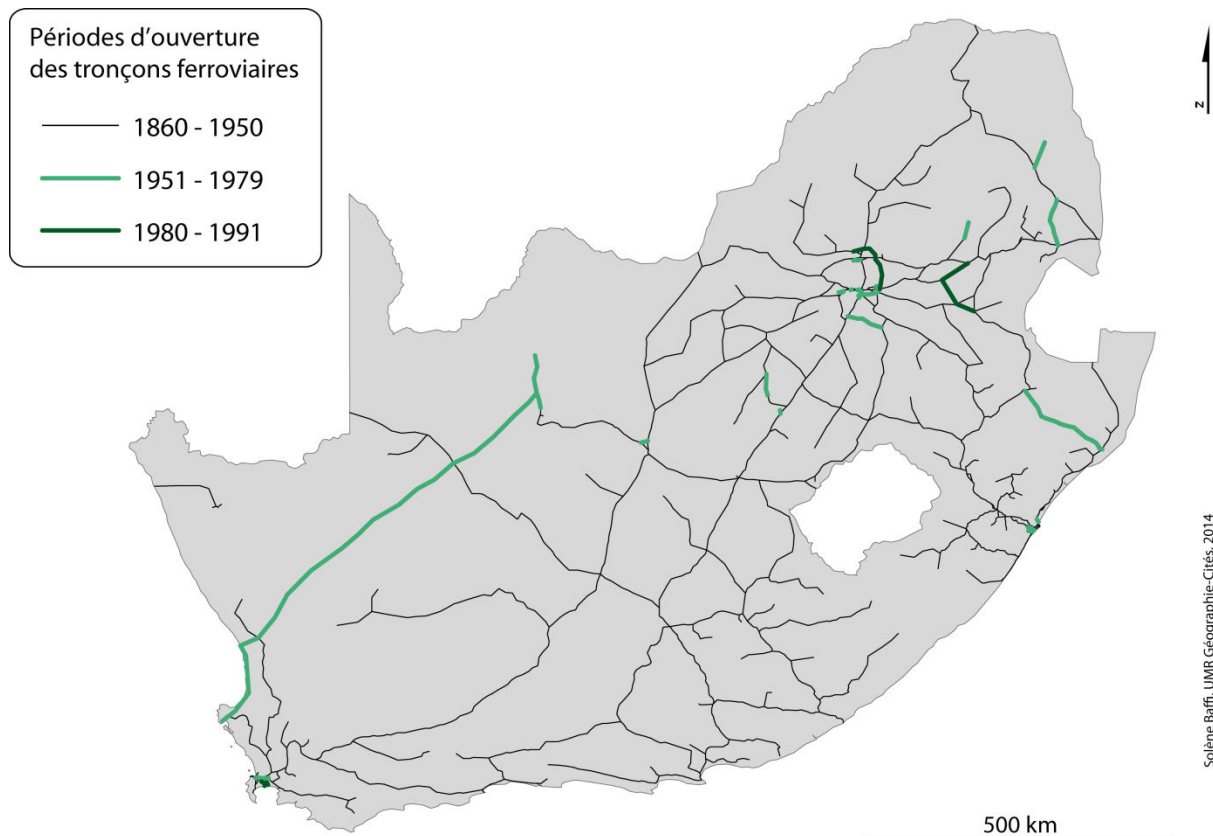 Périodes d'ouverture
des tronçons ferroviaires
1860 - 1950
1951 - 1979
1980 - 1991
N
Solène Baffi, UMR Géographie-Cités, 2014
500 km